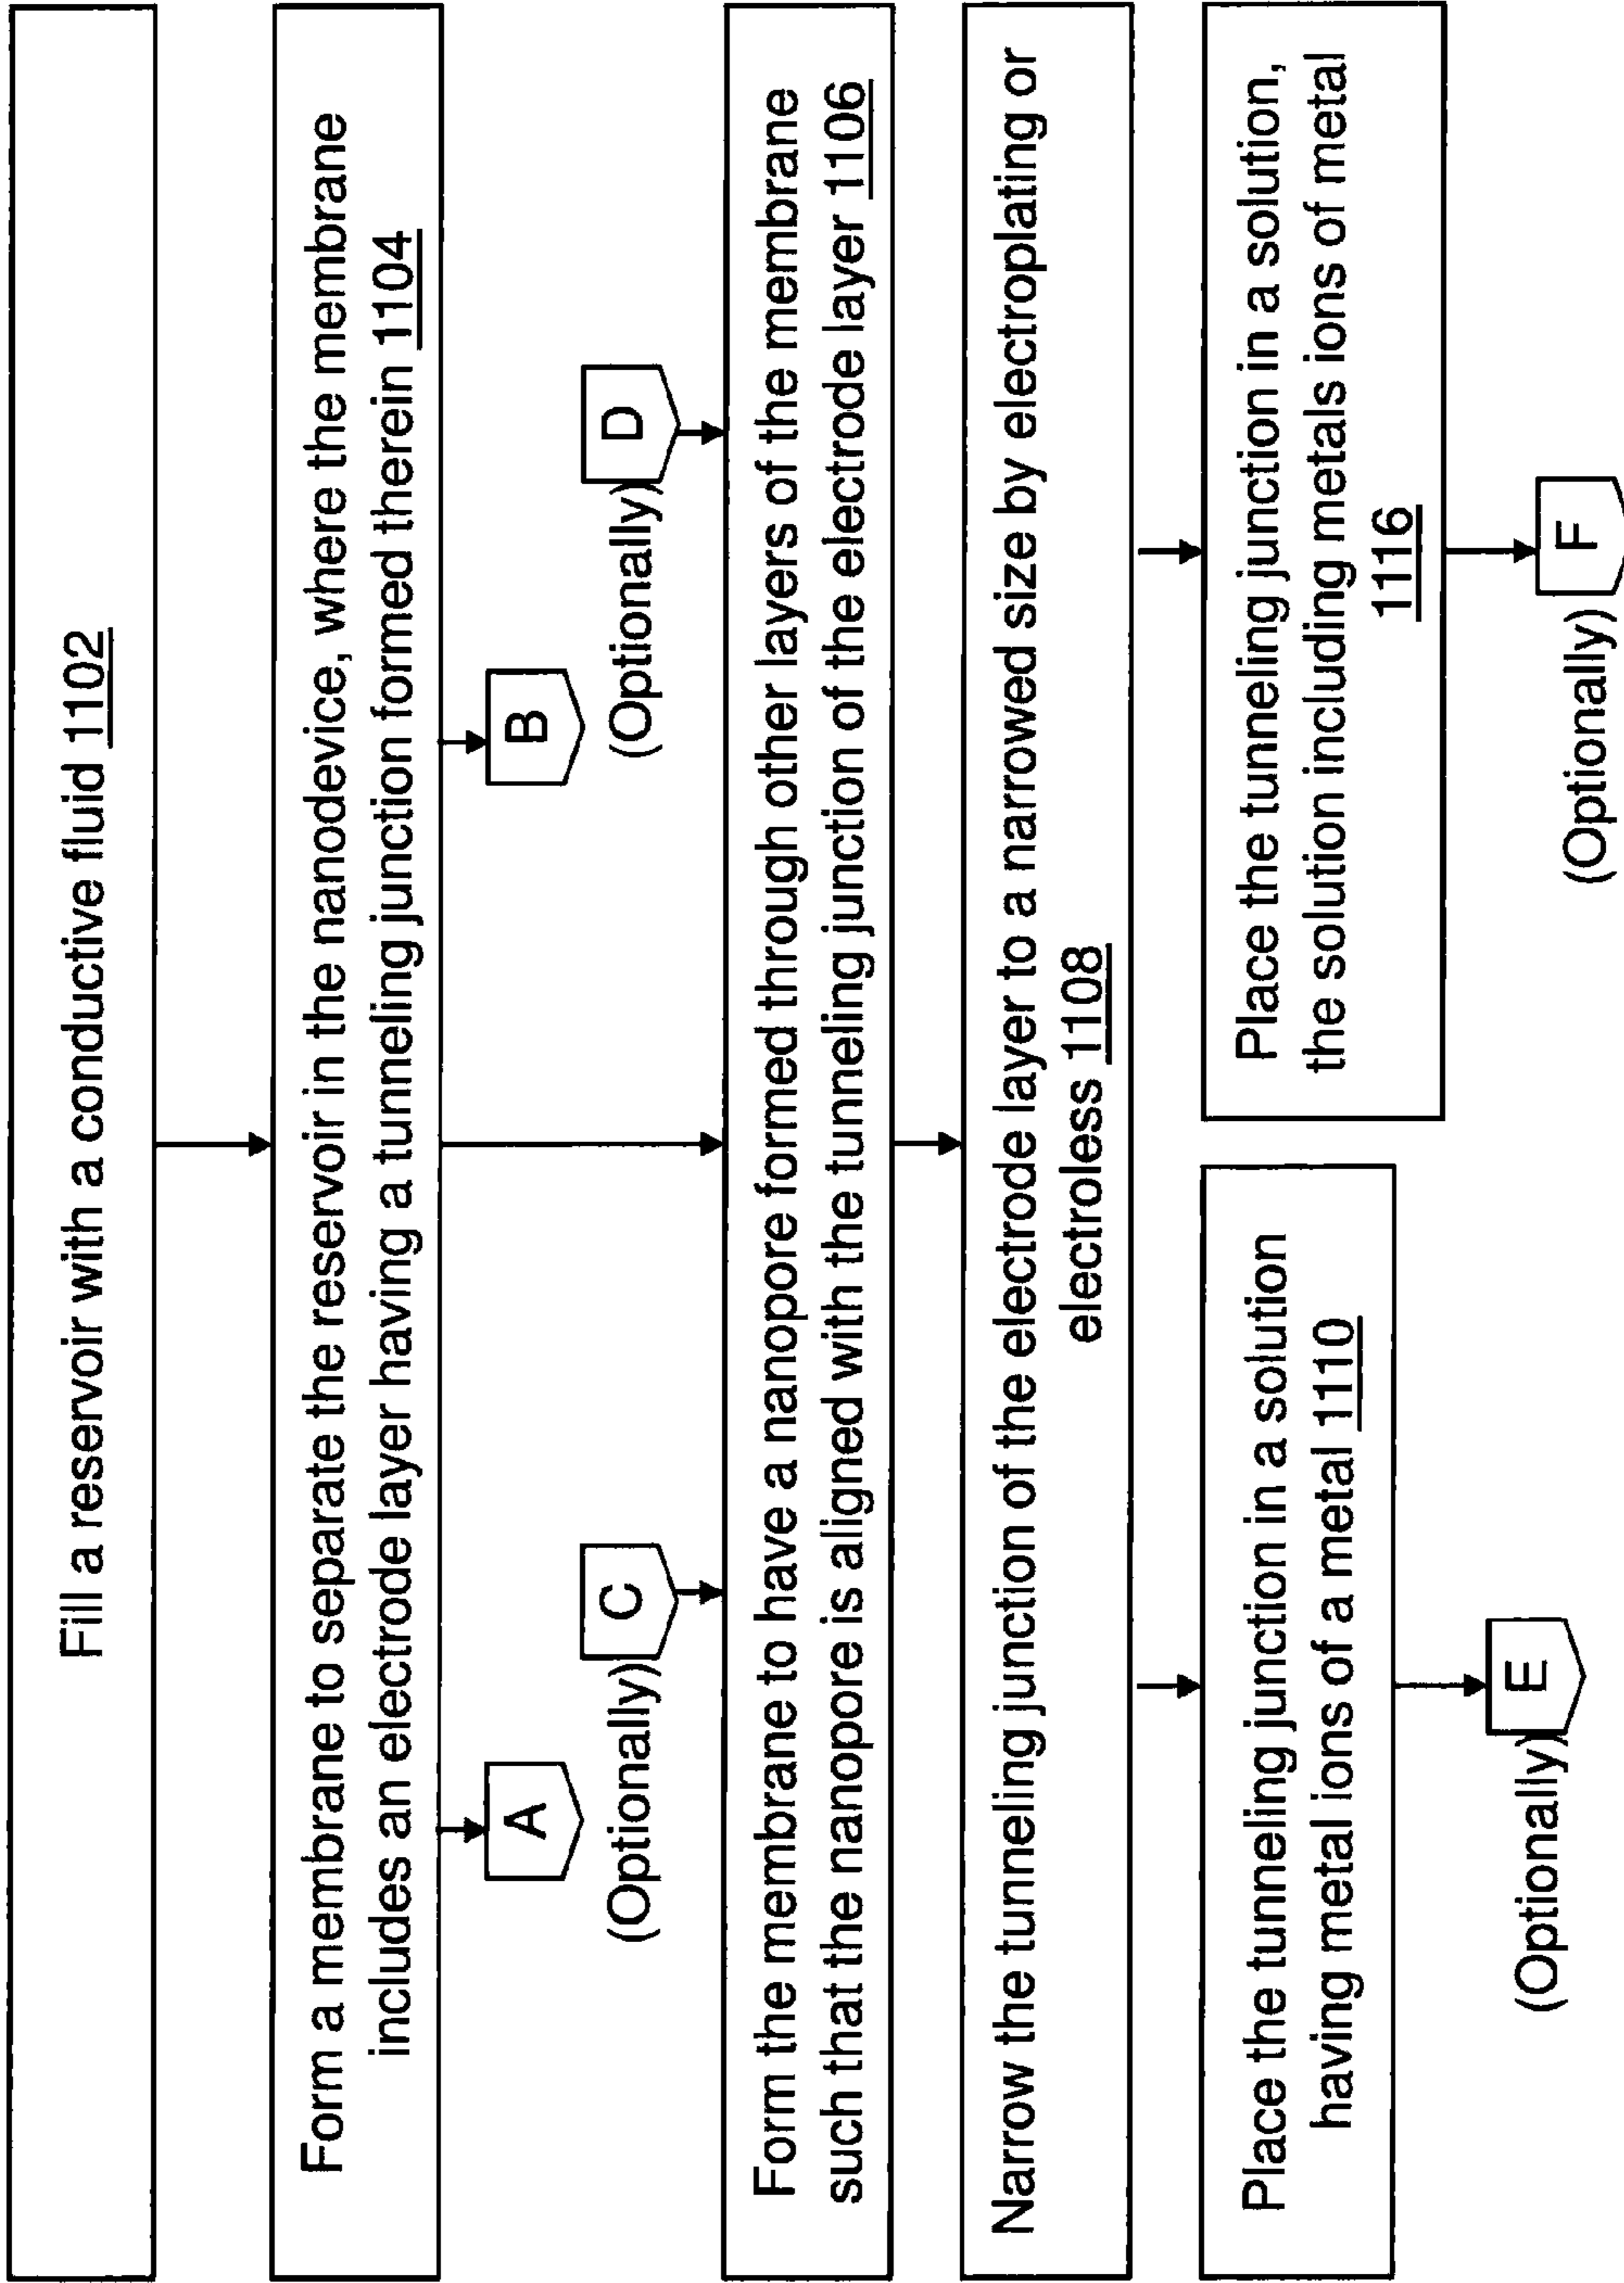 Fill a reservoir with a conductive fluid 1102
Form a membrane to separate the reservoir in the nanodevice, where the membrane
includes an electrode layer having a tunneling junction formed therein 1104
A
B
(Optionally)
C
(Optionally)
D
Form the membrane to have a nanopore formed through other layers of the membrane
such that the nanopore is aligned with the tunneling junction of the electrode layer 1106
Narrow the tunneling junction of the electrode layer to a narrowed size by electroplating or
electroless 1108
Place the tunneling junction in a solution
having metal ions of a metal 1110
Place the tunneling junction in a solution,
the solution including metals ions of metal
1116
(Optionally)
E
(Optionally)
F